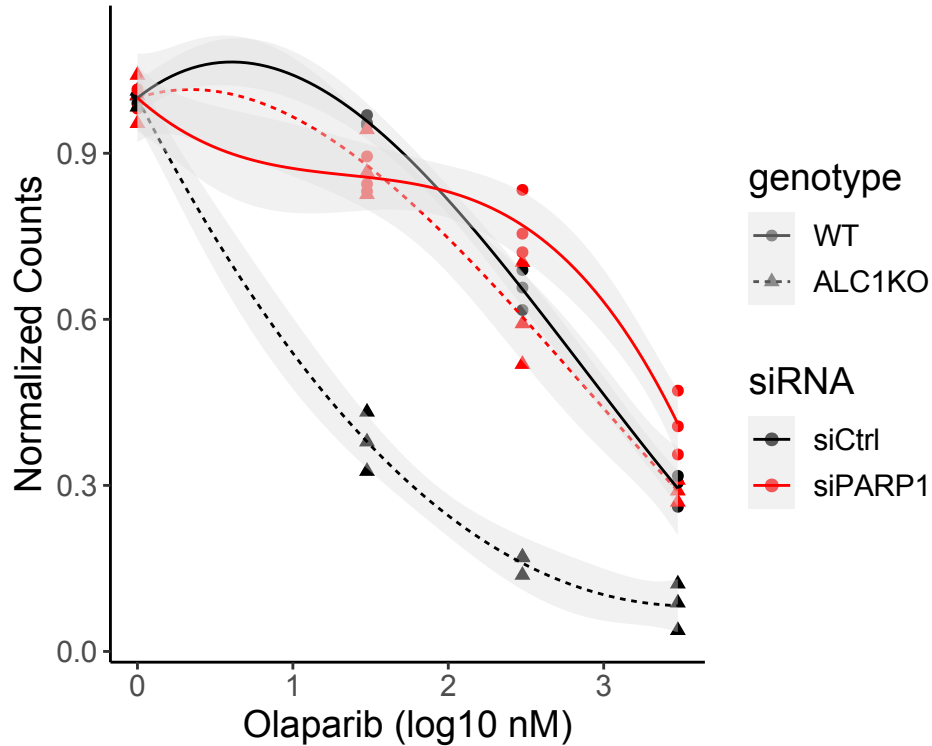 Normalized Counts
0.9
0.6
0.3
0.0
0
1
2
3
Olaparib (log10 nM)
genotype
WT
ALC1KO
siRNA
siCtrl
siPARP1